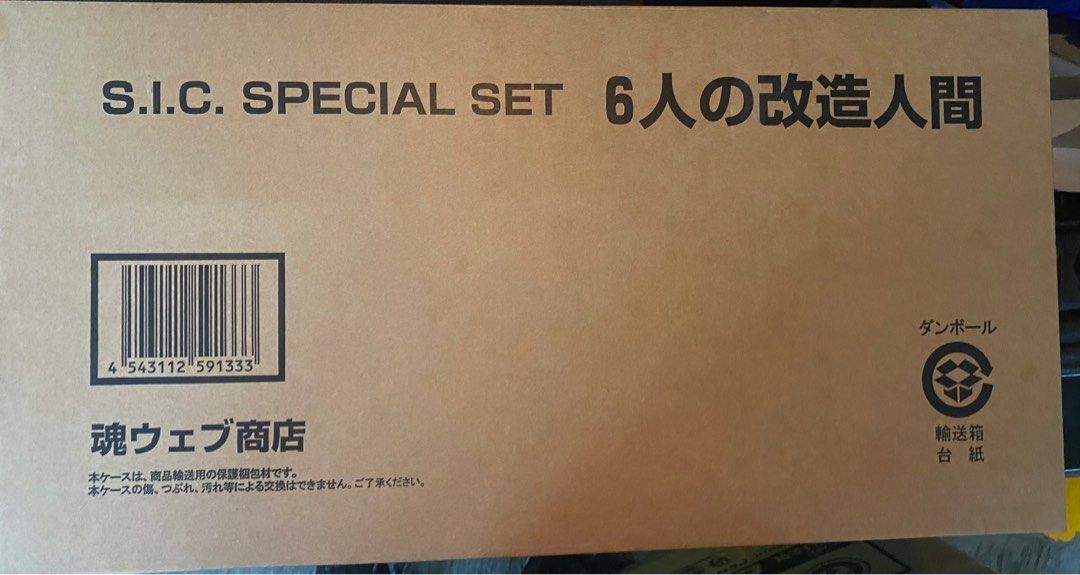 S.I.C. SPECIAL SET 6人の改造人間
4 543112 591333
魂ウェブ商店
本ケースは、商品輸送用の保護梱包材です。
本ケースの傷、つぶれ、汚れ等による交換はできません。ご了承ください。
ダンボール
輸送箱
台 紙